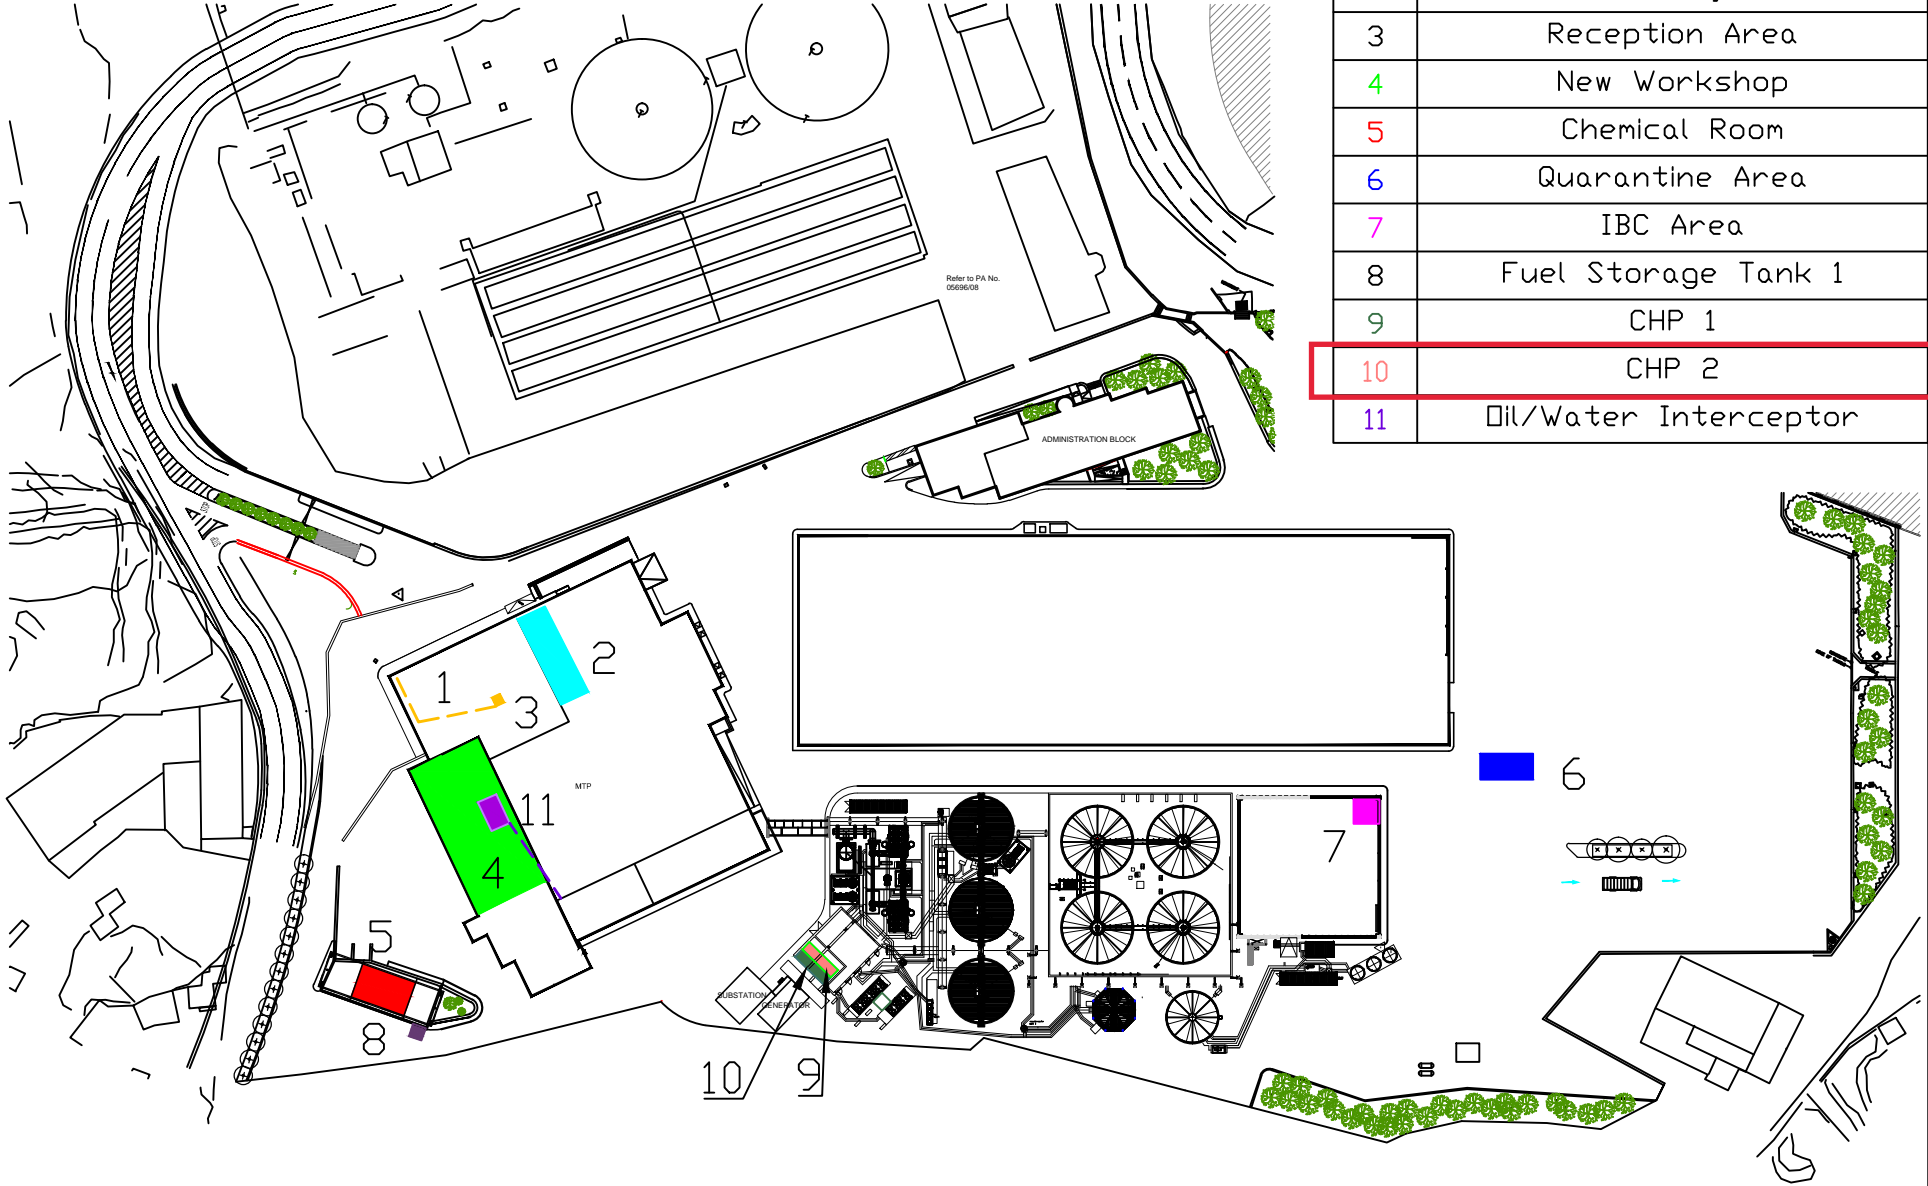 3 Reception Area
4 New Workshop
5 Chemical Room
6 Quarantine Area
7 IBC Area
8 Fuel Storage Tank 1
9 CHP 1
10 CHP 2
11 Oil/Water Interceptor
Refer to PA No.
05696/08
ADMINISTRATION BLOCK
1
2
3
MTP
11
4
6
7
5
8
SUBSTATION
GENERATOR
10
9